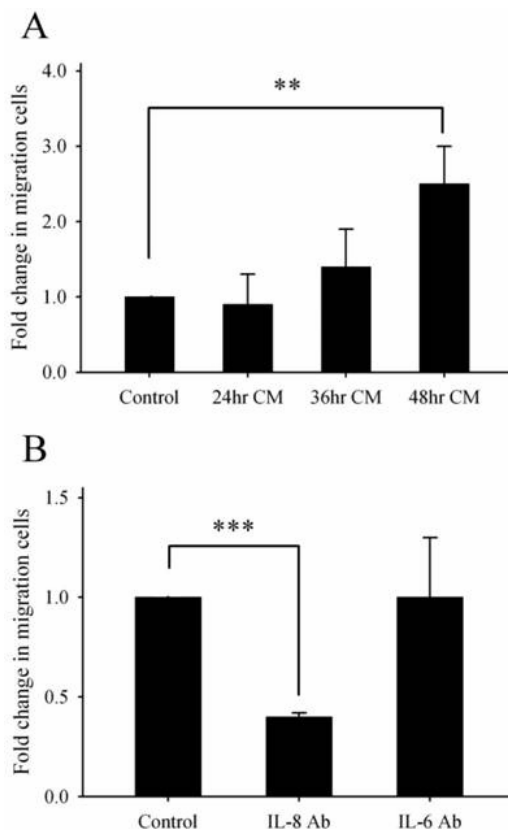 A
Fold change in migration cells
4.0
3.0
2.0
1.0
0.0
**
Control 24hr CM 36hr CM 48hr CM
B
Fold change in migration cells
1.5
1.0
0.5
0.0
***
Control IL-8 Ab IL-6 Ab